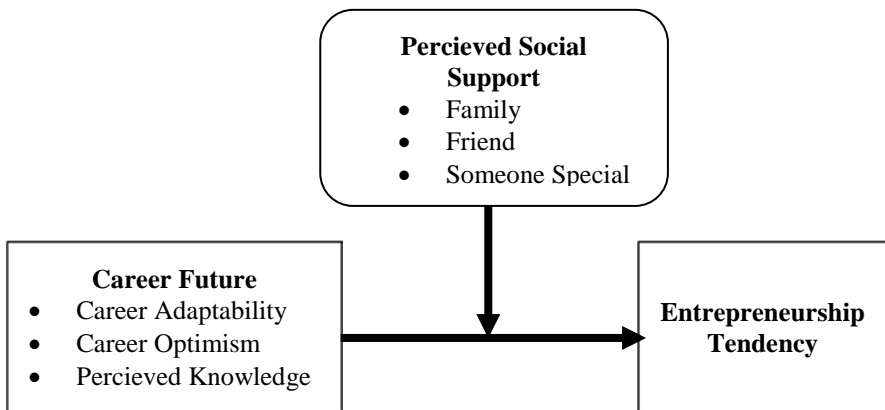 Percieved Social
Support
• Family
• Friend
• Someone Special
Career Future
• Career Adaptability
• Career Optimism
• Percieved Knowledge
Entrepreneurship
Tendency